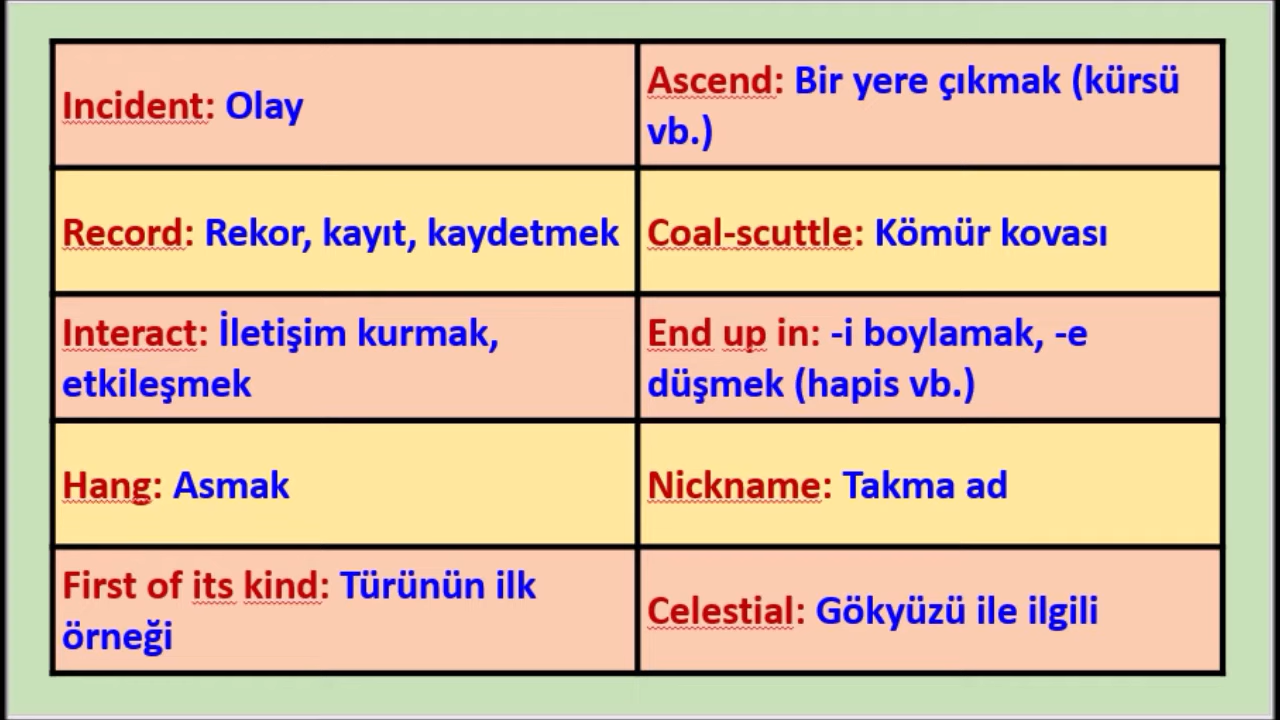 Incident: Olay
Ascend: Bir yere çıkmak (kürsü
vb.)
Record: Rekor, kayıt, kaydetmek
Coal-scuttle: Kömür kovası
Interact: İletişim kurmak,
etkileşmek
End up in: -i boylamak, -e
düşmek (hapis vb.)
Hang: Asmak
Nickname: Takma ad
First of its kind: Türünün ilk
örneği
Celestial: Gökyüzü ile ilgili